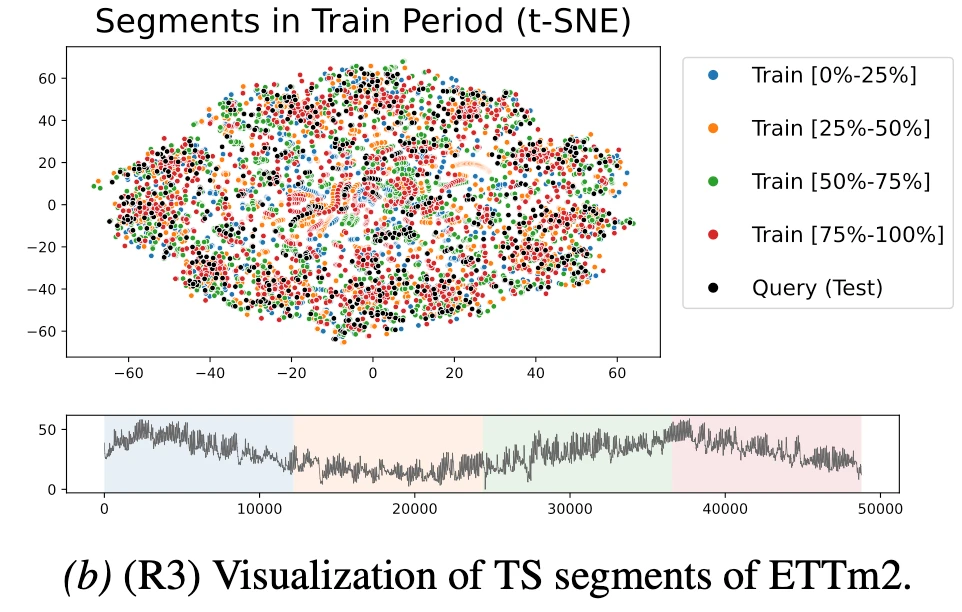 Segments in Train Period (t-SNE)
60
40
20
0
−20
−40
−60
−60 −40 −20 0 20 40 60
Train [0%-25%]
Train [25%-50%]
Train [50%-75%]
Train [75%-100%]
Query (Test)
50
0
0 10000 20000 30000 40000 50000
(b) (R3) Visualization of TS segments of ETTm2.